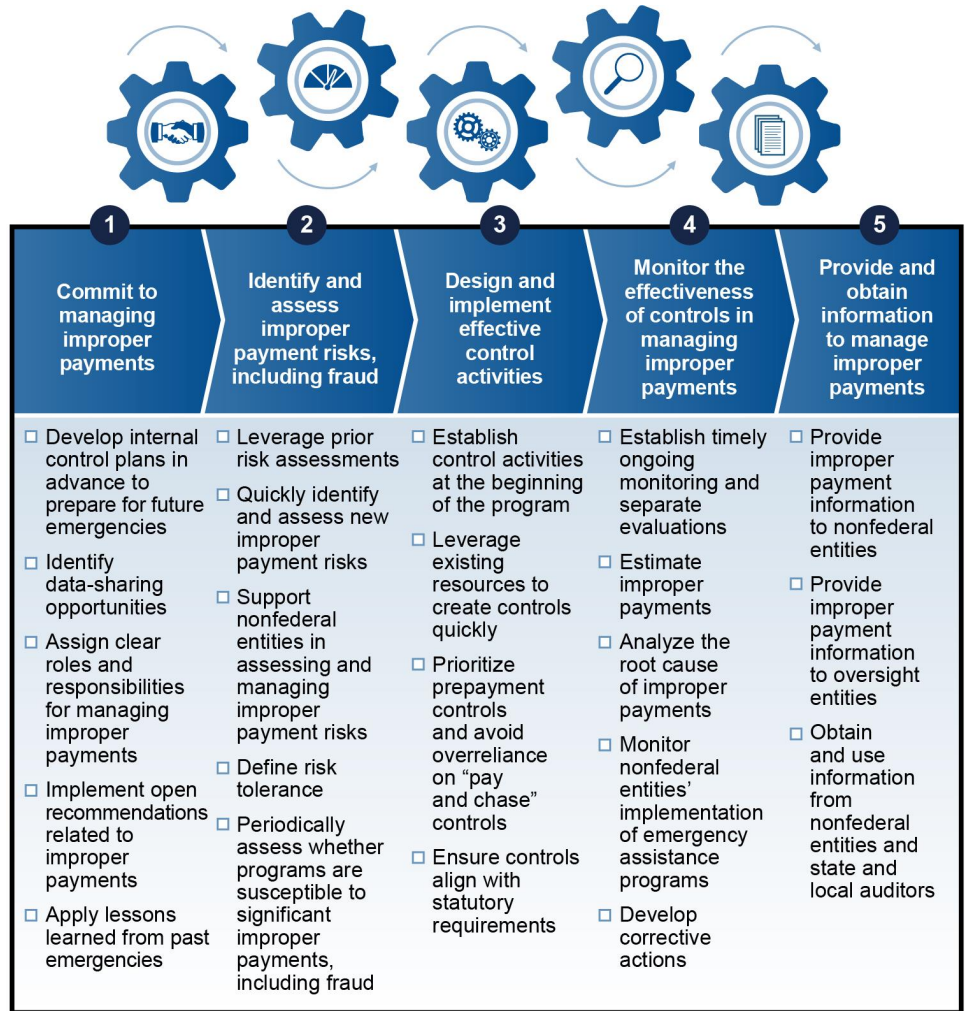 1
Commit to
managing
improper
payments
Develop internal
control plans in
advance to
prepare for future
emergencies
Identify
data-sharing
opportunities
Assign clear
roles and
responsibilities
for managing
improper
payments
Implement open
recommendations
related to
improper
payments
Apply lessons
learned from past
emergencies
2
Identify and
assess
improper
payment risks,
including fraud
Leverage prior
risk assessments
Quickly identify
and assess new
improper
payment risks
Support
nonfederal
entities in
assessing and
managing
improper
payment risks
Define risk
tolerance
Periodically
assess whether
programs are
susceptible to
significant
improper
payments,
including fraud
3
Design and
implement
effective
control
activities
Establish
control activities
at the beginning
of the program
Leverage
existing
resources to
create controls
quickly
Prioritize
prepayment
controls
and avoid
overreliance
on “pay
and chase”
controls
Ensure controls
align with
statutory
requirements
4
Monitor the
effectiveness
of controls in
managing
improper
payments
Establish timely
ongoing
monitoring and
separate
evaluations
Estimate
improper
payments
Analyze the
root cause
of improper
payments
Monitor
nonfederal
entities’
implementation
of emergency
assistance
programs
Develop
corrective
actions
5
Provide and
obtain
information
to manage
improper
payments
Provide
improper
payment
information
to nonfederal
entities
Provide
improper
payment
information
to oversight
entities
Obtain
and use
information
from
nonfederal
entities and
state and
local auditors